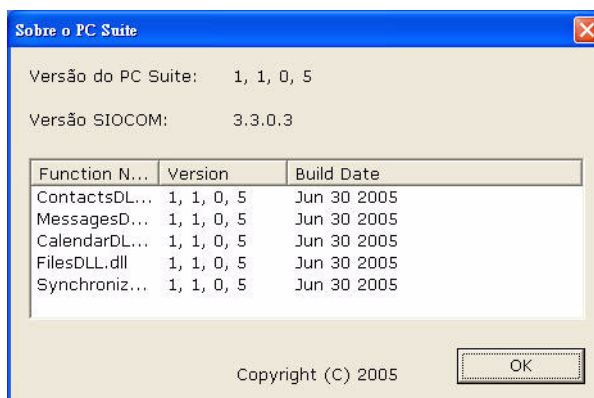 Sobre o PC Suite
Versão do PC Suite: 1, 1, 0, 5
Versão SIOCOM: 3.3.0.3
Function N... Version Build Date
ContactsDL... 1, 1, 0, 5 Jun 30 2005
MessagesD... 1, 1, 0, 5 Jun 30 2005
CalendarDL... 1, 1, 0, 5 Jun 30 2005
FilesDLL.dll 1, 1, 0, 5 Jun 30 2005
Synchroniz... 1, 1, 0, 5 Jun 30 2005
OK
Copyright (C) 2005